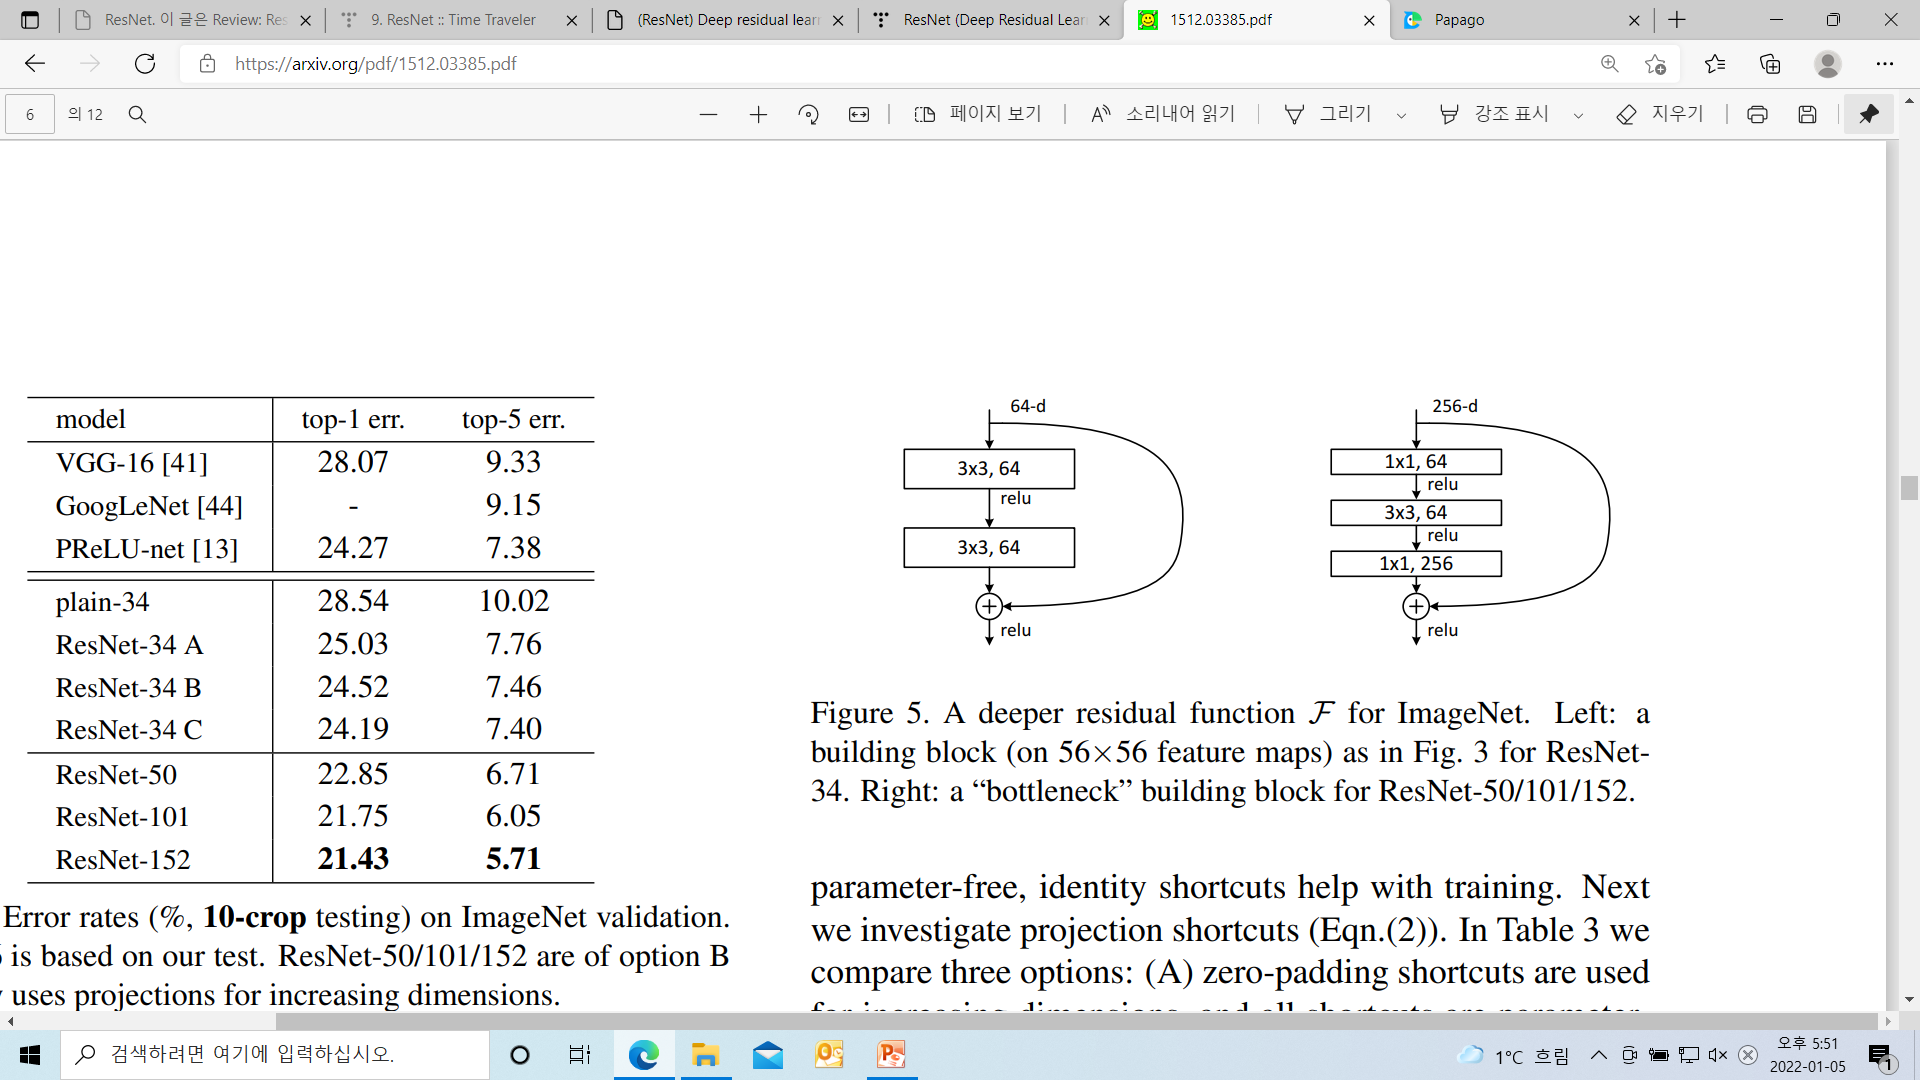 ResNet. 이 글은 Review: Res
9. ResNet :: Time Traveler
(ResNet) Deep residual lear
ResNet (Deep Residual Lear
1512.03385.pdf
Papago
https://arxiv.org/pdf/1512.03385.pdf
6 의 12
페이지 보기
소리내어 읽기
그리기
강조 표시
지우기
model top-1 err. top-5 err.
VGG-16 [41] 28.07 9.33
GoogLeNet [44] - 9.15
PReLU-net [13] 24.27 7.38
plain-34 28.54 10.02
ResNet-34 A 25.03 7.76
ResNet-34 B 24.52 7.46
ResNet-34 C 24.19 7.40
ResNet-50 22.85 6.71
ResNet-101 21.75 6.05
ResNet-152 21.43 5.71
Error rates (%, 10-crop testing) on ImageNet validation.
is based on our test. ResNet-50/101/152 are of option B
uses projections for increasing dimensions.
64-d
3x3, 64
relu
3x3, 64
relu
256-d
1x1, 64
relu
3x3, 64
relu
1x1, 256
relu
Figure 5. A deeper residual function F for ImageNet. Left: a
building block (on 56×56 feature maps) as in Fig. 3 for ResNet-
34. Right: a “bottleneck” building block for ResNet-50/101/152.
parameter-free, identity shortcuts help with training. Next
we investigate projection shortcuts (Eqn.(2)). In Table 3 we
compare three options: (A) zero-padding shortcuts are used
for increasing dimensions, and all shortcuts are parameter-
검색하려면 여기에 입력하십시오.
1°C 흐림
오후 5:51
2022-01-05
1